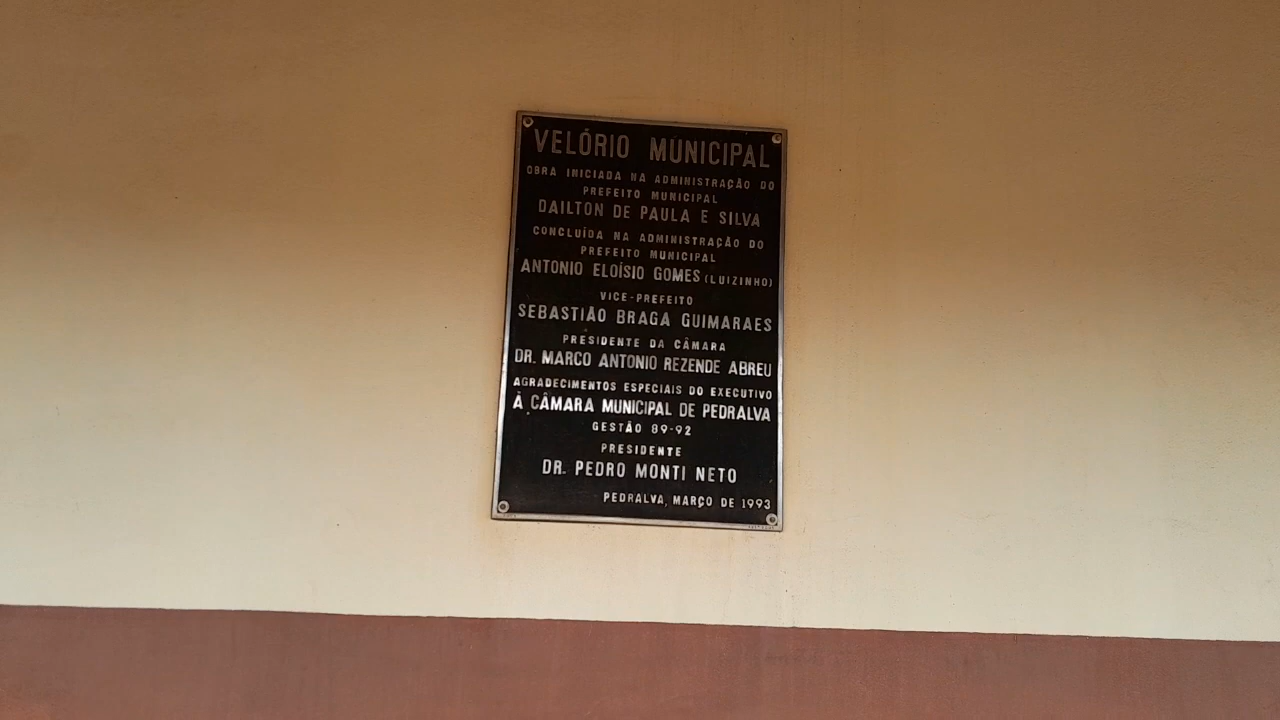 VELÓRIO MUNICIPAL
OBRA INICIADA NA ADMINISTRAÇÃO DO
PREFEITO MUNICIPAL
DAILTON DE PAULA E SILVA
CONCLUÍDA NA ADMINISTRAÇÃO DO
PREFEITO MUNICIPAL
ANTONIO ELOÍSIO GOMES (LUIZINHO)
VICE-PREFEITO
SEBASTIÃO BRAGA GUIMARAES
PRESIDENTE DA CÂMARA
DR. MARCO ANTONIO REZENDE ABREU
AGRADECIMENTOS ESPECIAIS DO EXECUTIVO
À CÂMARA MUNICIPAL DE PEDRALVA
GESTÃO 89-92
PRESIDENTE
DR. PEDRO MONTI NETO
PEDRALVA, MARÇO DE 1993